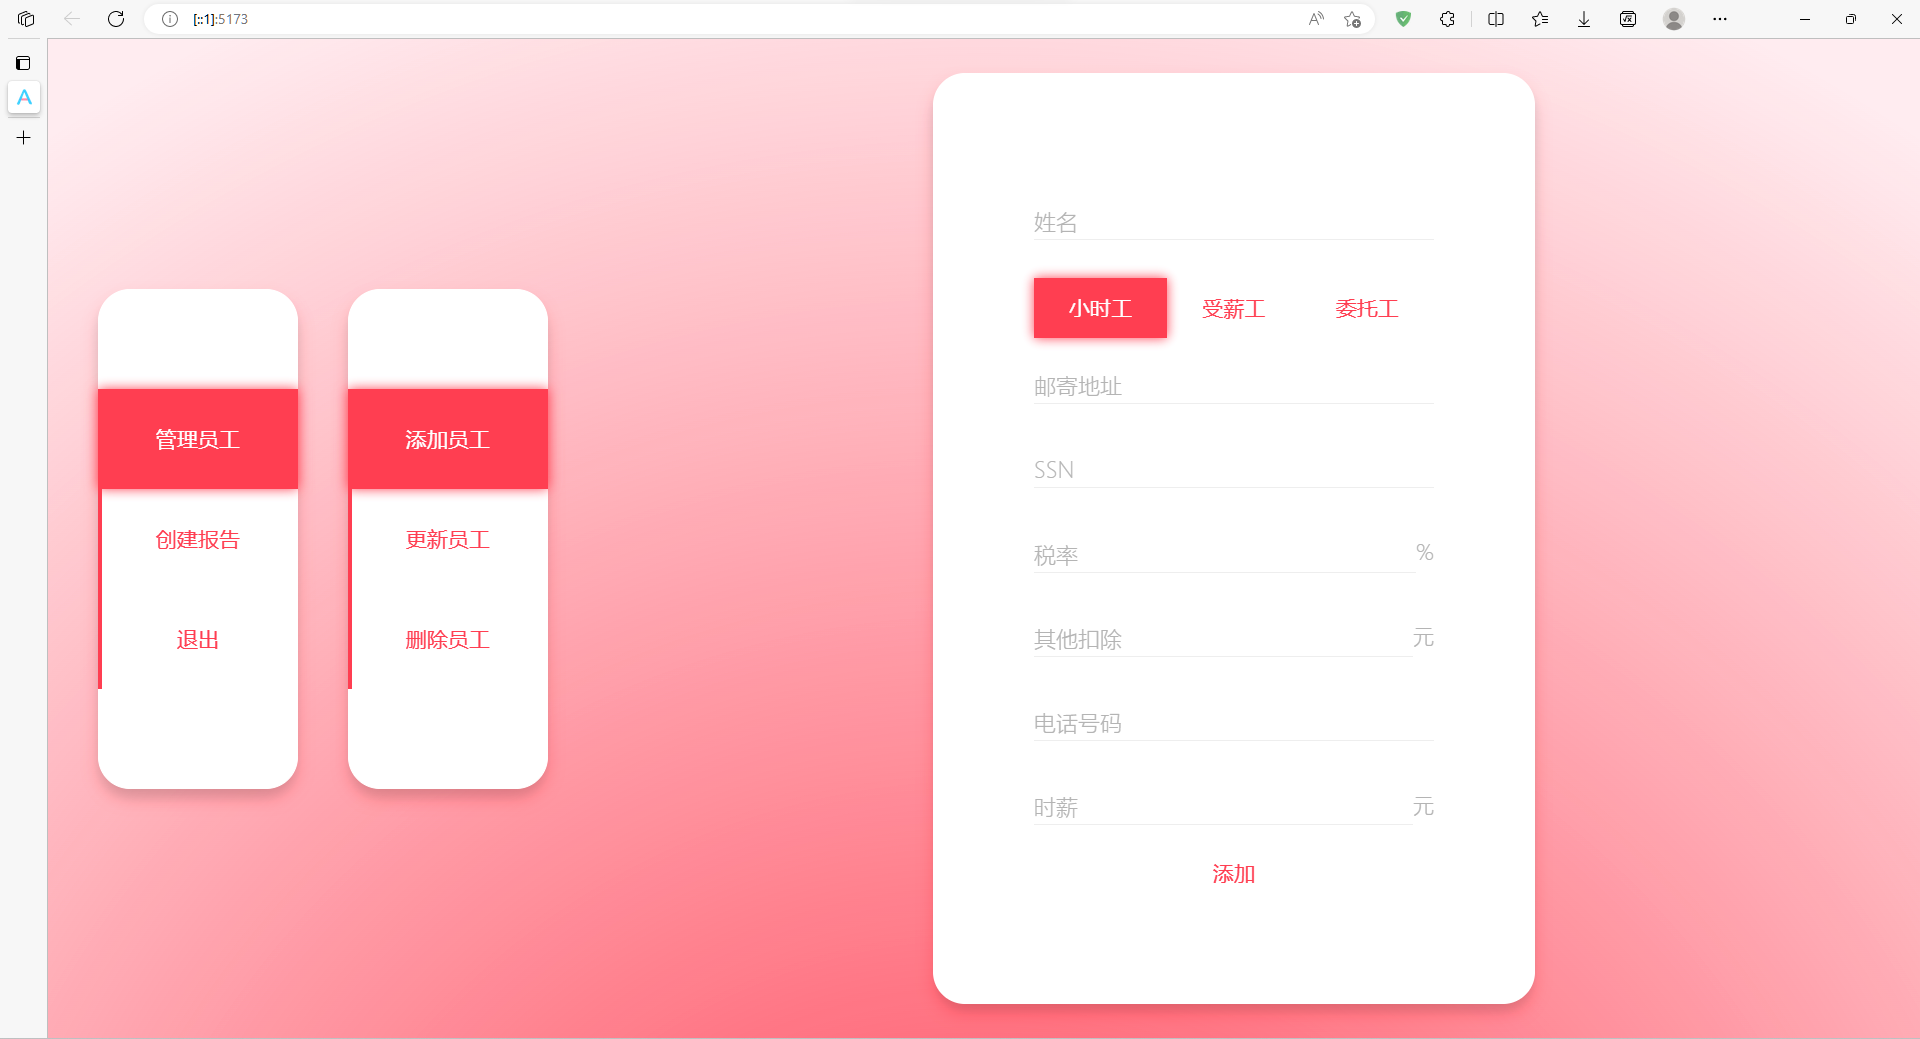 [::1]:5173
管理员工
创建报告
退出
添加员工
更新员工
删除员工
姓名
小时工 受薪工 委托工
邮寄地址
SSN
税率 %
其他扣除 元
电话号码
时薪 元
添加